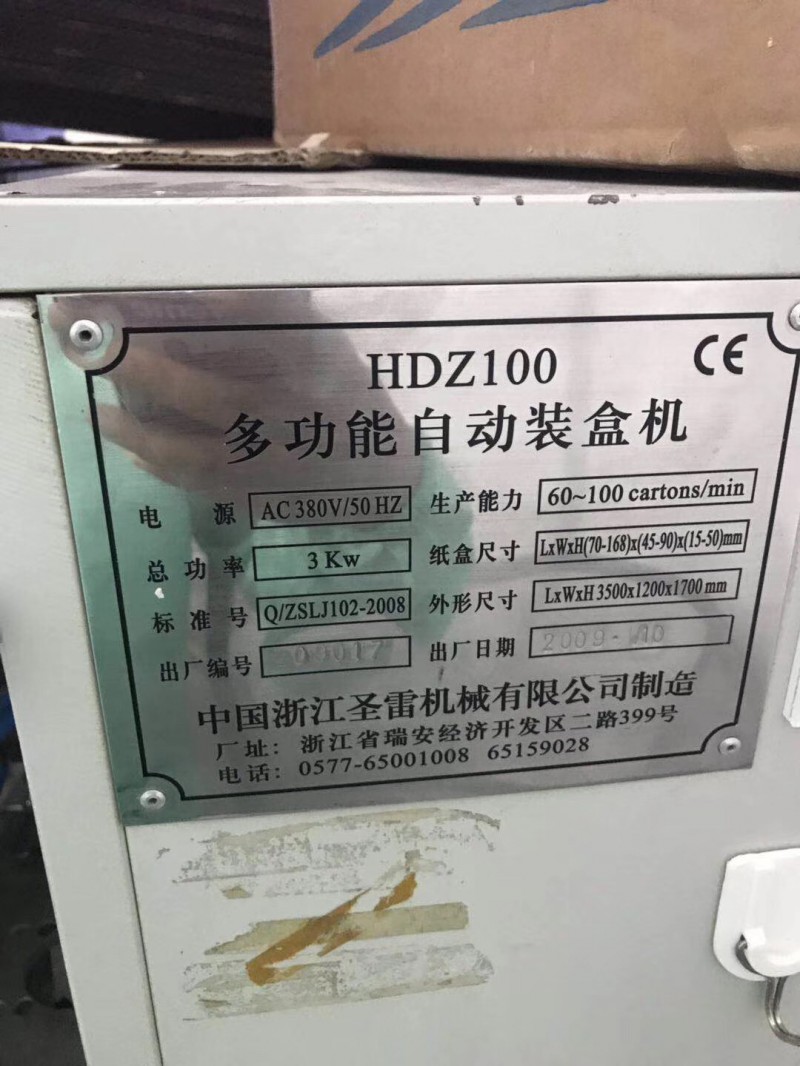 CE
HDZ100
多功能自动装盒机
电 源 AC 380V/50 HZ 生产能力 60~100 cartons/min
总功率 3 Kw 纸盒尺寸 LxWxH(70-168)x(45-90)x(15-50)mm
标准号 Q/ZSLJ102-2008 外形尺寸 LxWxH 3500x1200x1700 mm
出厂编号 09017 出厂日期 2009-10
中国浙江圣雷机械有限公司制造
厂址: 浙江省瑞安经济开发区二路399号
电话: 0577-65001008 65159028